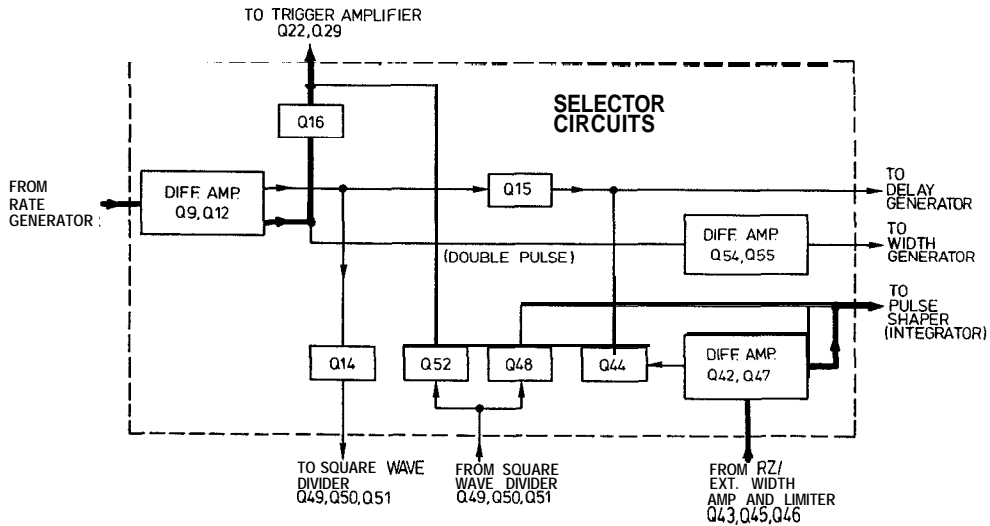 TO TRIGGER AMPLIFIER
Q22,Q29
SELECTOR
CIRCUITS
Q16
FROM
RATE
GENERATOR :
DIFF. AMP.
Q9, Q12
Q15
TO
DELAY
GENERATOR
(DOUBLE PULSE)
DIFF. AMP.
Q54, Q55
TO
WIDTH
GENERATOR
TO
PULSE
SHAPER
(INTEGRATOR)
Q14
Q52
Q48
Q44
DIFF. AMP.
Q42, Q47
TO SQUARE WAVE
DIVIDER
Q49, Q50, Q51
FROM SQUARE
WAVE DIVIDER
Q49, Q50, Q51
FROM RZ/
EXT. WIDTH
AMP AND LIMITER
Q43,Q45,Q46